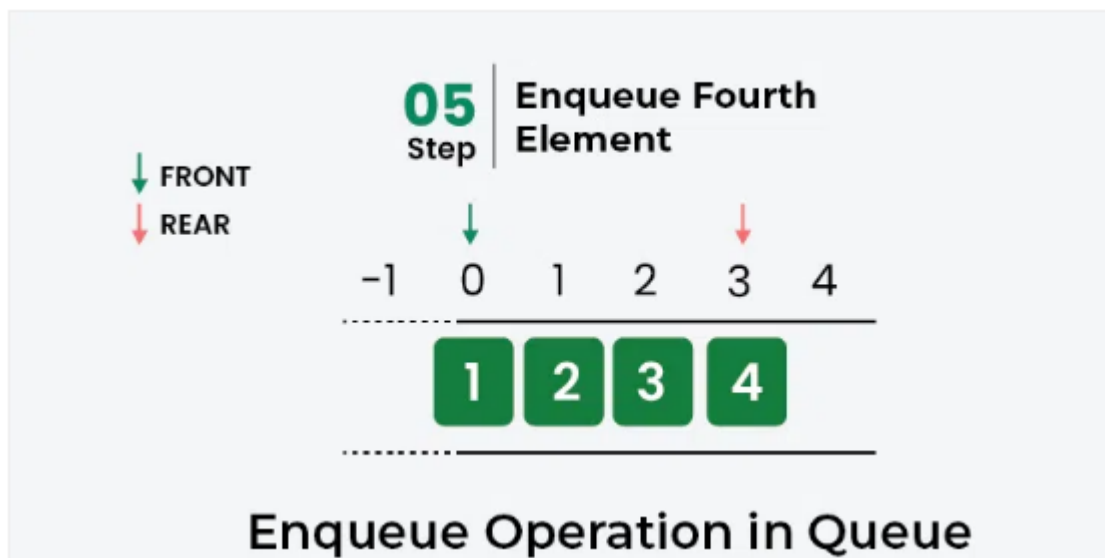 05
Step
Enqueue Fourth
Element
FRONT
REAR
-1 0 1 2 3 4
1 2 3 4
Enqueue Operation in Queue